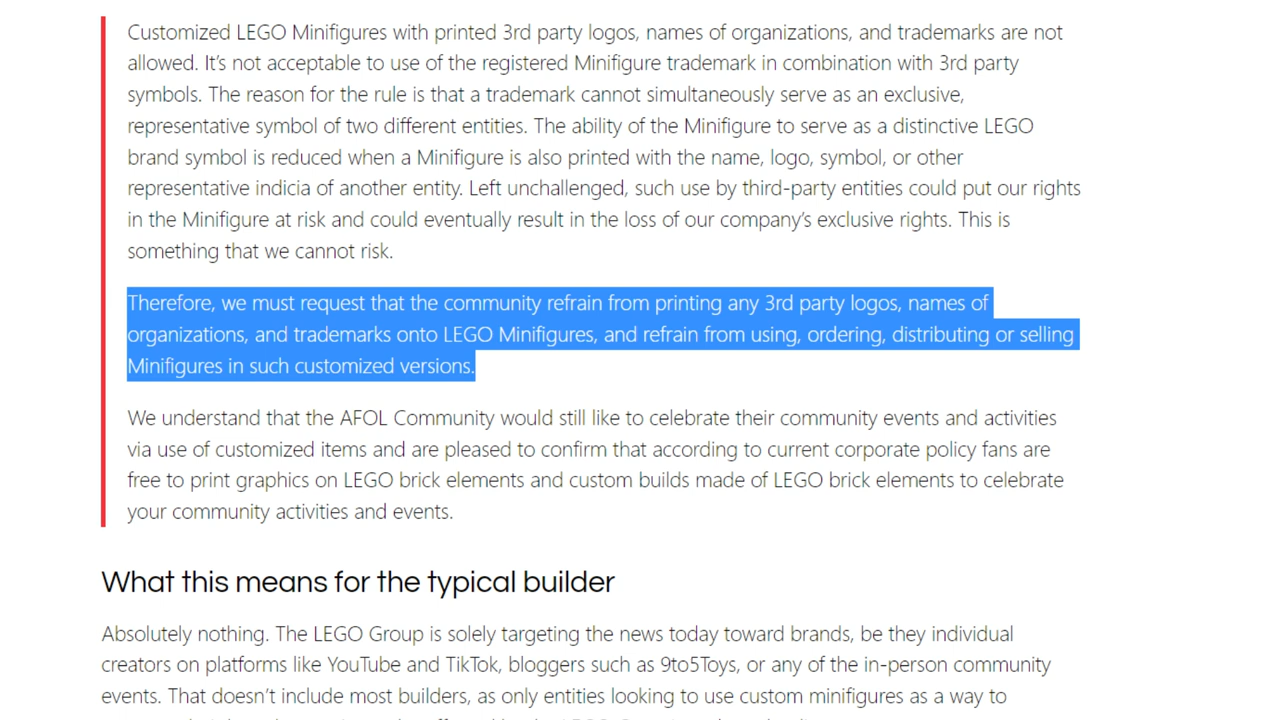 Customized LEGO Minifigures with printed 3rd party logos, names of organizations, and trademarks are not
allowed. It's not acceptable to use of the registered Minifigure trademark in combination with 3rd party
symbols. The reason for the rule is that a trademark cannot simultaneously serve as an exclusive,
representative symbol of two different entities. The ability of the Minifigure to serve as a distinctive LEGO
brand symbol is reduced when a Minifigure is also printed with the name, logo, symbol, or other
representative indicia of another entity. Left unchallenged, such use by third-party entities could put our rights
in the Minifigure at risk and could eventually result in the loss of our company's exclusive rights. This is
something that we cannot risk.
Therefore, we must request that the community refrain from printing any 3rd party logos, names of
organizations, and trademarks onto LEGO Minifigures, and refrain from using, ordering, distributing or selling
Minifigures in such customized versions.
We understand that the AFOL Community would still like to celebrate their community events and activities
via use of customized items and are pleased to confirm that according to current corporate policy fans are
free to print graphics on LEGO brick elements and custom builds made of LEGO brick elements to celebrate
your community activities and events.
What this means for the typical builder
Absolutely nothing. The LEGO Group is solely targeting the news today toward brands, be they individual
creators on platforms like YouTube and TikTok, bloggers such as 9to5Toys, or any of the in-person community
events. That doesn't include most builders, as only entities looking to use custom minifigures as a way to